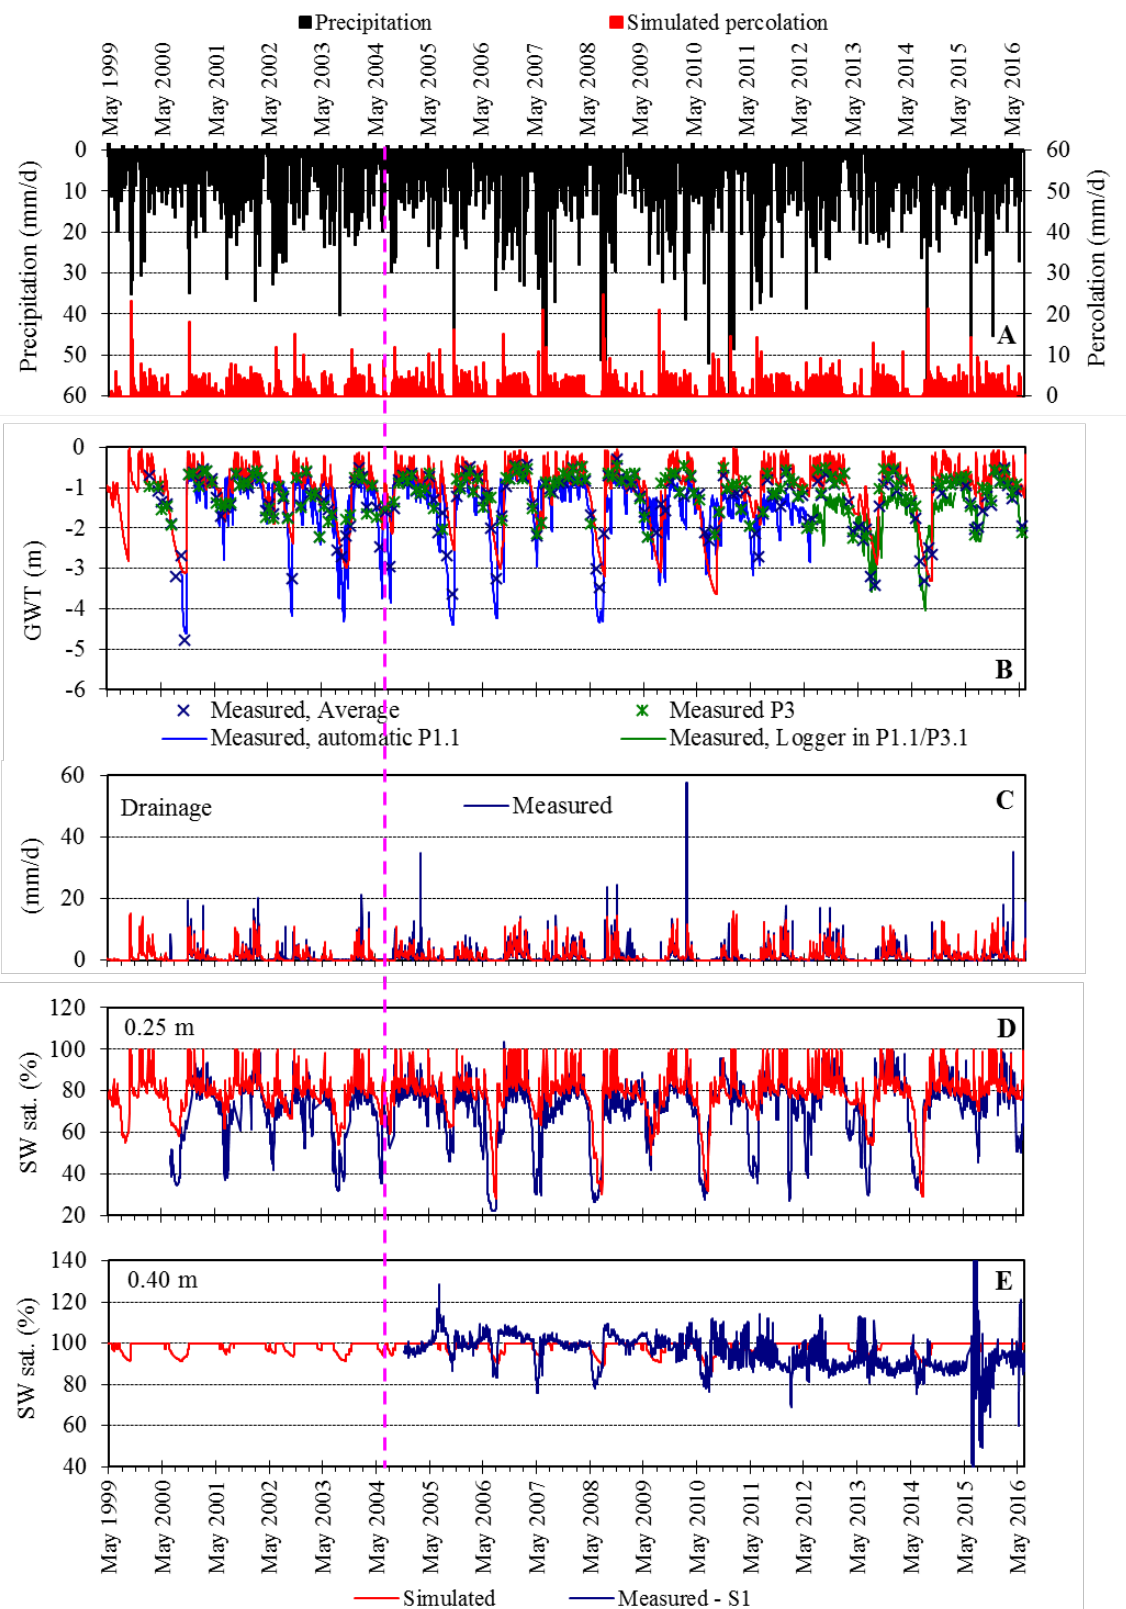 Precipitation Simulated percolation
May 1999 May 2000 May 2001 May 2002 May 2003 May 2004 May 2005 May 2006 May 2007 May 2008 May 2009 May 2010 May 2011 May 2012 May 2013 May 2014 May 2015 May 2016
Precipitation (mm/d)
0
10
20
30
40
50
60
60
50
40
30
20
10
0
Percolation (mm/d)
A
GWT (m)
0
-1
-2
-3
-4
-5
-6
B
Measured, Average Measured P3
Measured, automatic P1.1 Measured, Logger in P1.1/P3.1
(mm/d)
60
40
20
0
Drainage Measured C
SW sat. (%)
120
100
80
60
40
20
0.25 m D
SW sat. (%)
140
120
100
80
60
40
0.40 m E
May 1999 May 2000 May 2001 May 2002 May 2003 May 2004 May 2005 May 2006 May 2007 May 2008 May 2009 May 2010 May 2011 May 2012 May 2013 May 2014 May 2015 May 2016
Simulated Measured - S1